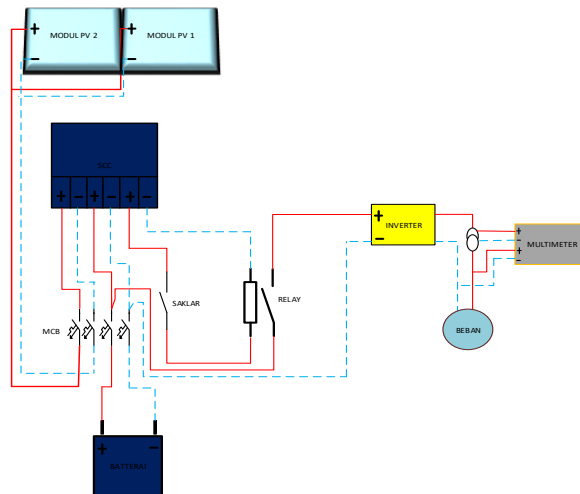 MODUL PV 2
MODUL PV 1
+
+
−
−
SCC
+ − + − + −
+
INVERTER
−
+
−
+
−
MULTIMETER
SAKLAR
RELAY
MCB
BEBAN
+
−
BATTERAI